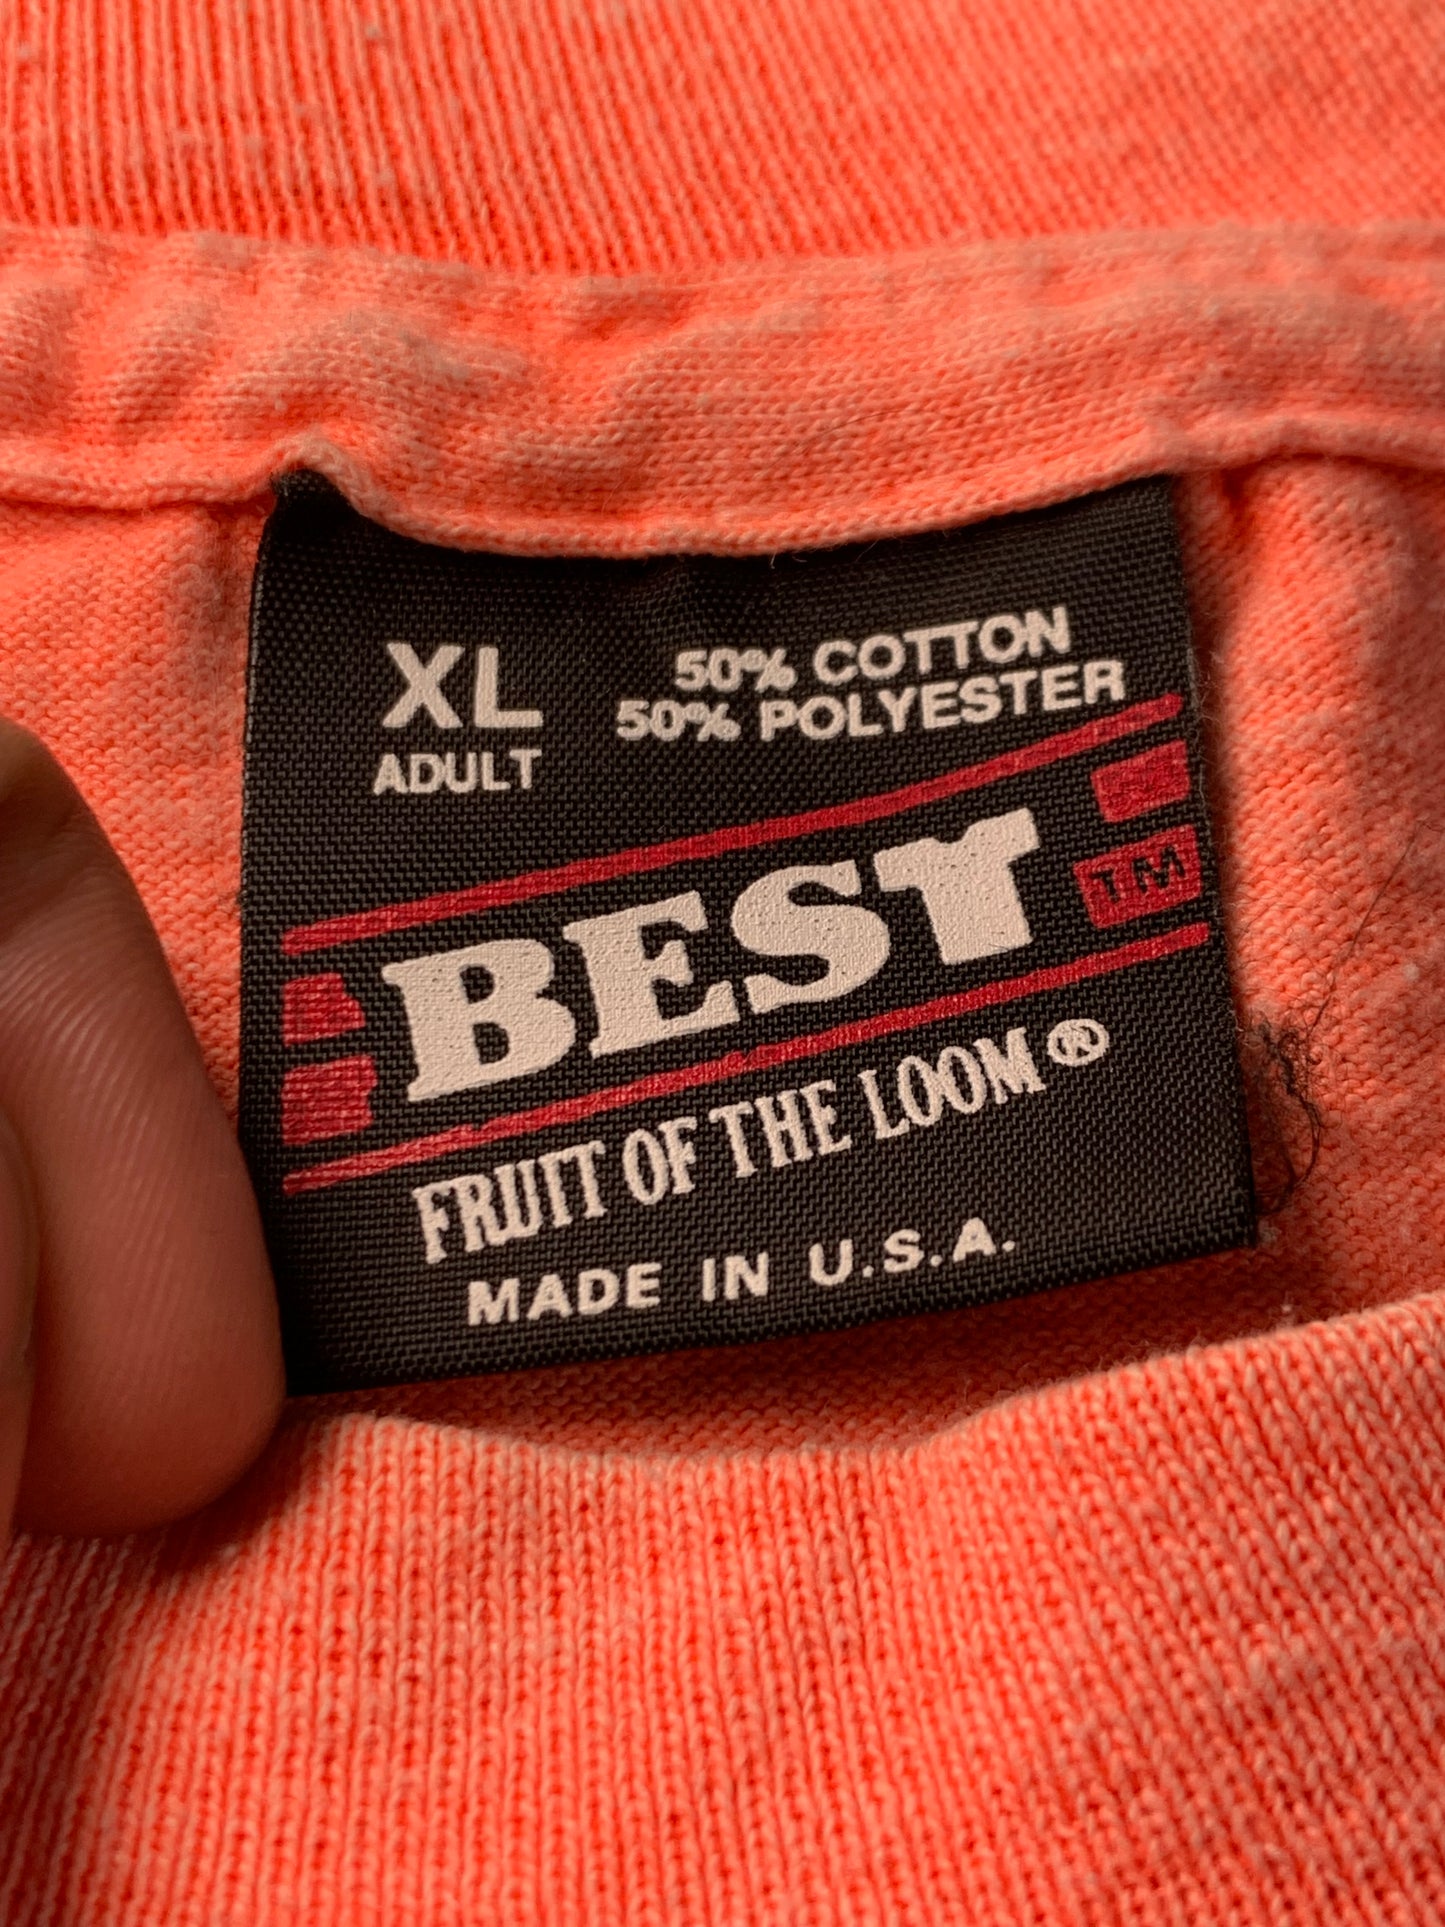 XL
ADULT
50% COTTON
50% POLYESTER
BEST TM
FRUIT OF THE LOOM ®
MADE IN U.S.A.